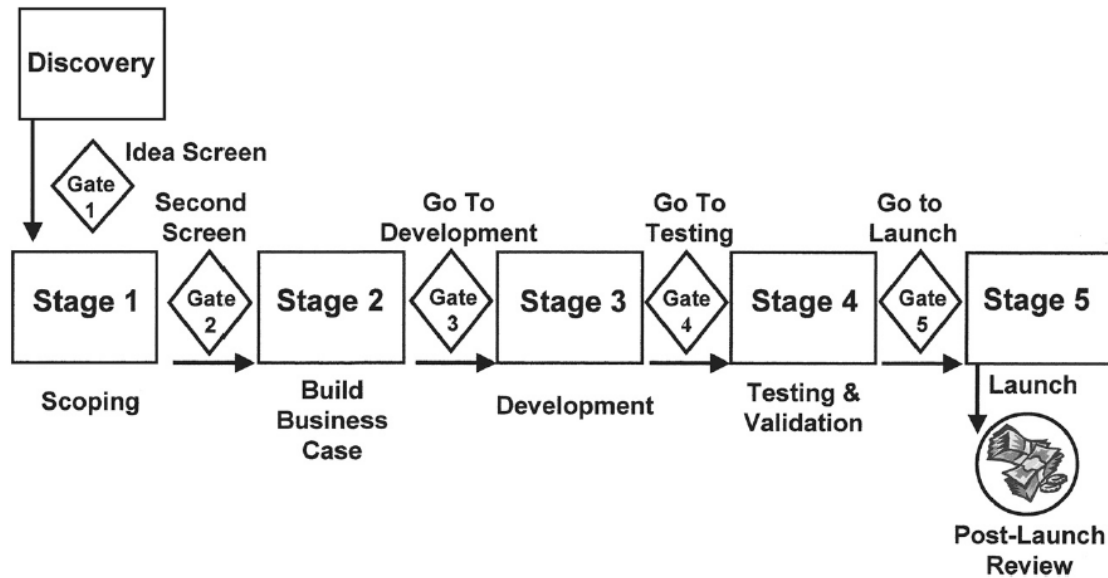 Discovery
Idea Screen
Gate
1
Second
Screen
Go To
Development
Go To
Testing
Go to
Launch
Stage 1
Gate
2
Stage 2
Gate
3
Stage 3
Gate
4
Stage 4
Gate
5
Stage 5
Scoping
Build
Business
Case
Development
Testing &
Validation
Launch
Post-Launch
Review